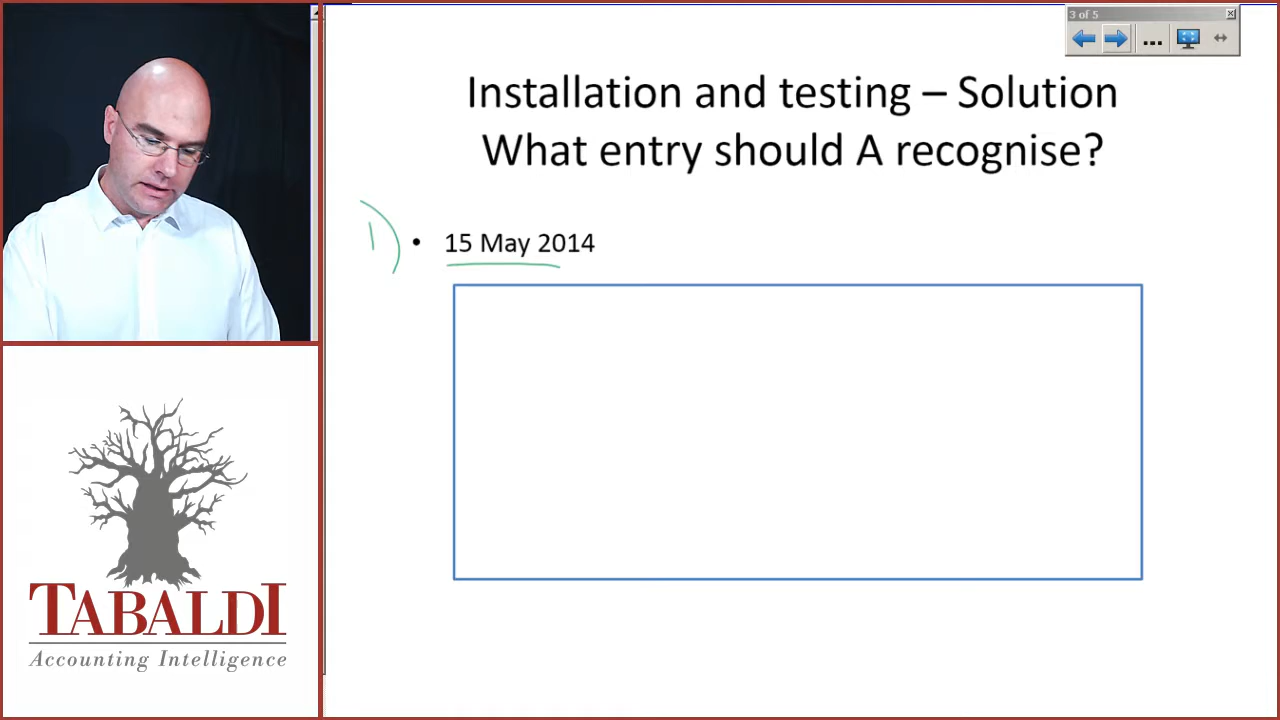 3 of 5
Installation and testing – Solution
What entry should A recognise?
1)
• 15 May 2014
TABALDI
Accounting Intelligence